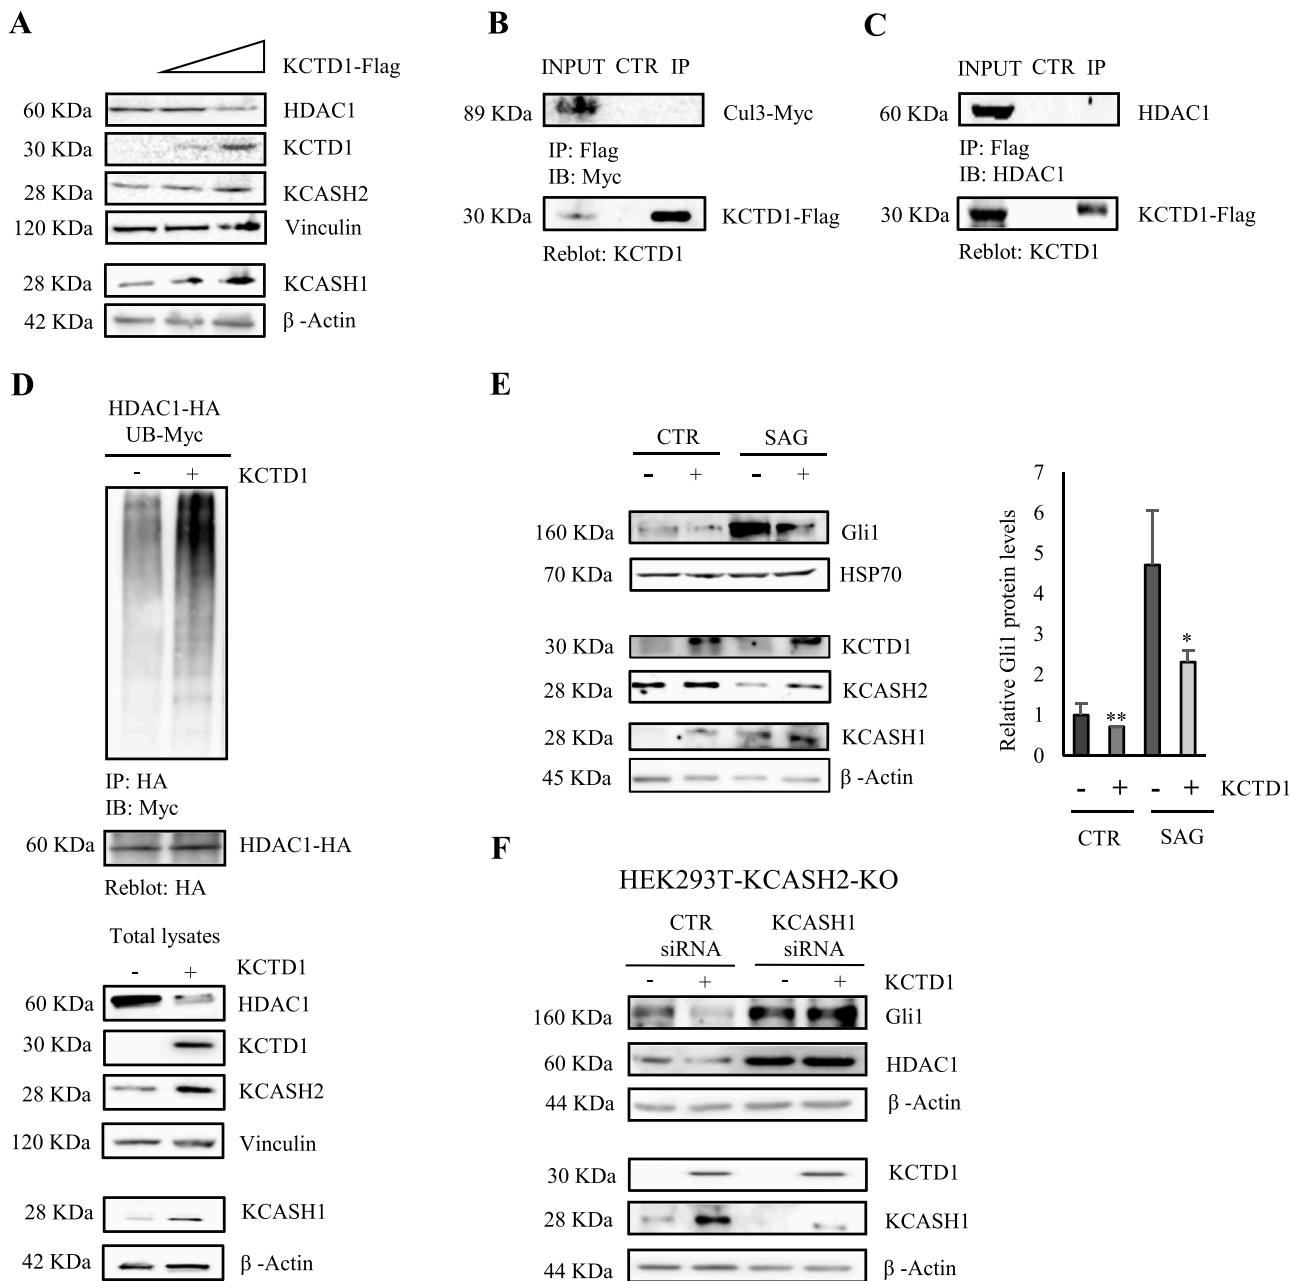 A
KCTD1-Flag
60 KDa HDAC1
30 KDa KCTD1
28 KDa KCASH2
120 KDa Vinculin
28 KDa KCASH1
42 KDa β -Actin
B
INPUT CTR IP
89 KDa Cul3-Myc
IP: Flag
IB: Myc
30 KDa KCTD1-Flag
Reblot: KCTD1
C
INPUT CTR IP
60 KDa HDAC1
IP: Flag
IB: HDAC1
30 KDa KCTD1-Flag
Reblot: KCTD1
D
HDAC1-HA
UB-Myc
- + KCTD1
IP: HA
IB: Myc
60 KDa HDAC1-HA
Reblot: HA
Total lysates
- + KCTD1
60 KDa HDAC1
30 KDa KCTD1
28 KDa KCASH2
120 KDa Vinculin
28 KDa KCASH1
42 KDa β -Actin
E
CTR SAG
- + - +
160 KDa Gli1
70 KDa HSP70
30 KDa KCTD1
28 KDa KCASH2
28 KDa KCASH1
45 KDa β -Actin
Relative Gli1 protein levels
7
6
5
4
3
2
1
0
**
*
- + - + KCTD1
CTR SAG
F
HEK293T-KCASH2-KO
CTR KCASH1
siRNA siRNA
- + - + KCTD1
160 KDa Gli1
60 KDa HDAC1
44 KDa β -Actin
30 KDa KCTD1
28 KDa KCASH1
44 KDa β -Actin